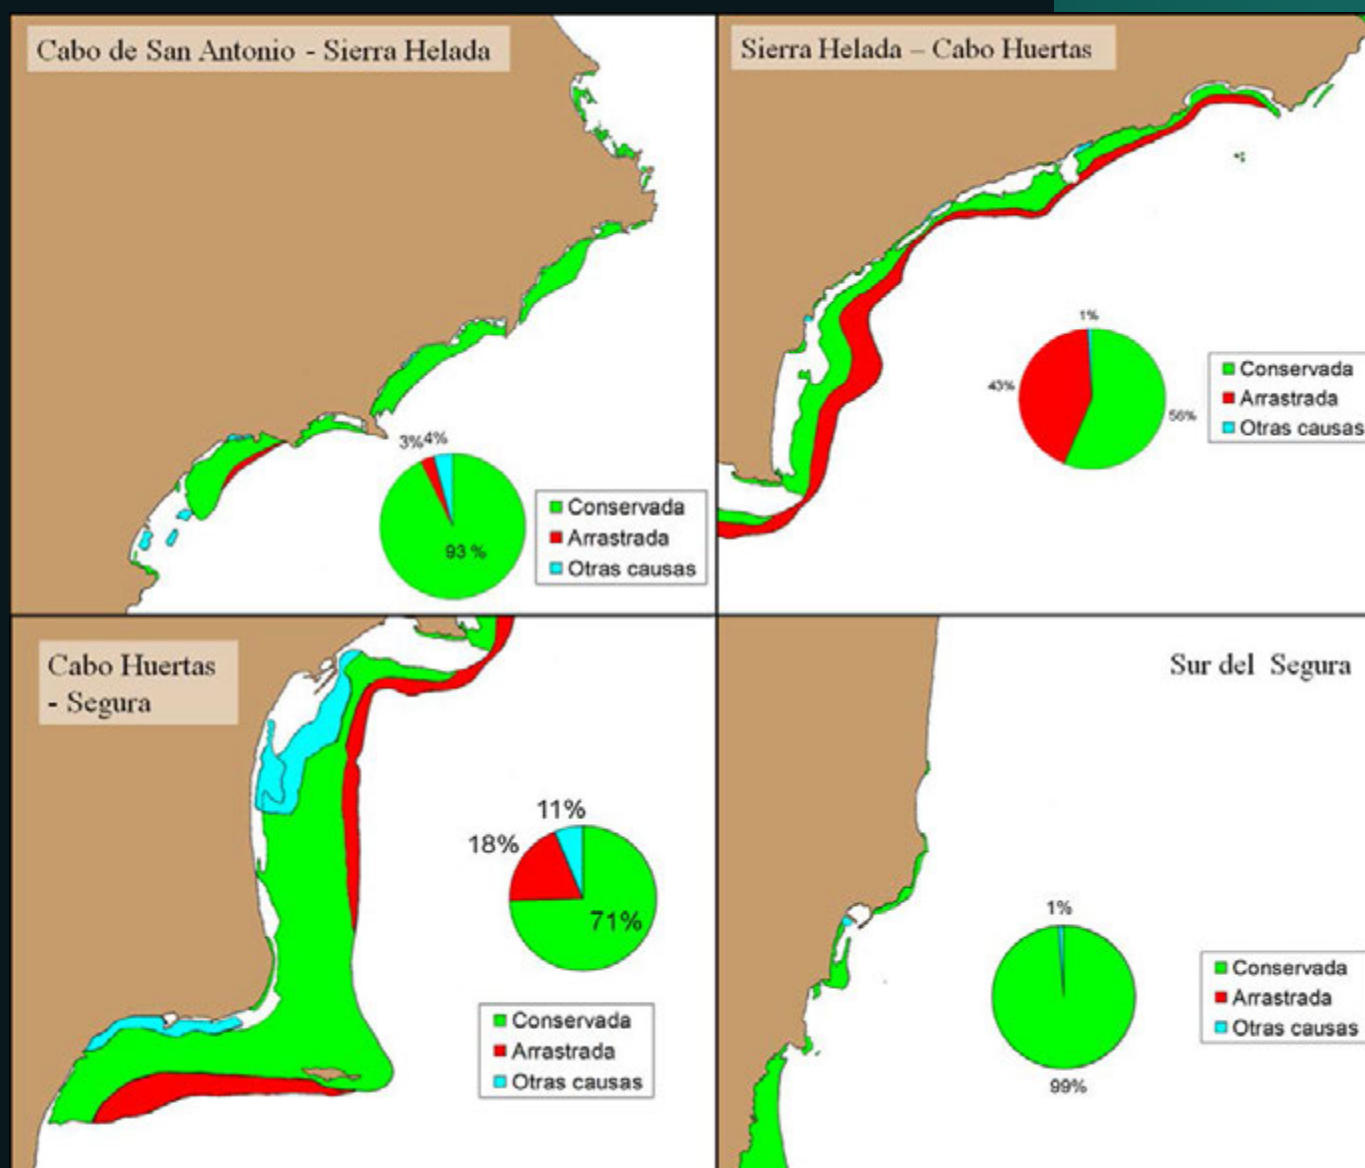 Cabo de San Antonio - Sierra Helada
3%
4%
93 %
Conservada
Arrastrada
Otras causas
Sierra Helada – Cabo Huertas
1%
43%
56%
Conservada
Arrastrada
Otras causas
Cabo Huertas
- Segura
11%
18%
71%
Conservada
Arrastrada
Otras causas
Sur del Segura
1%
99%
Conservada
Arrastrada
Otras causas